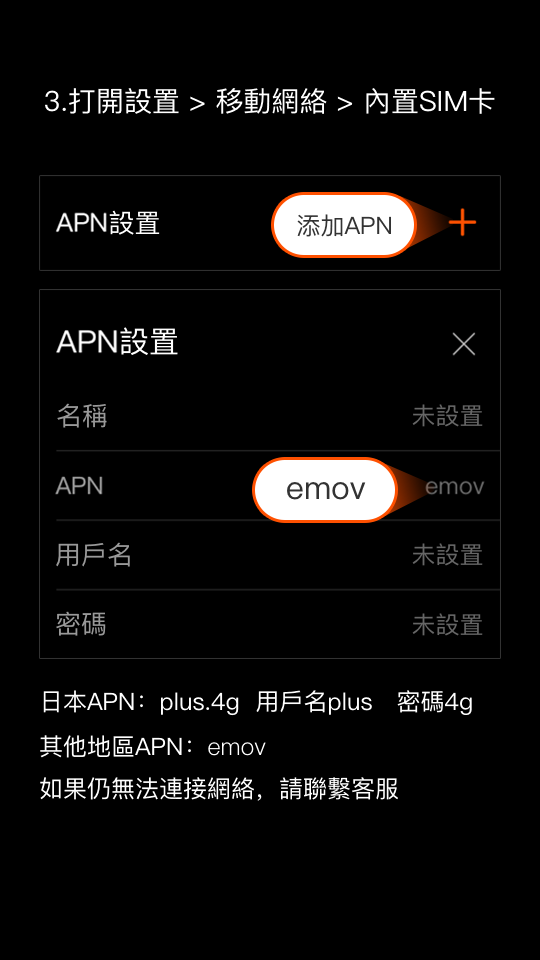 3.打開設置 > 移動網絡 > 內置SIM卡
APN設置 添加APN
APN設置
名稱 未設置
APN emov emov
用戶名 未設置
密碼 未設置
日本APN：plus.4g 用戶名plus 密碼4g
其他地區APN：emov
如果仍無法連接網絡，請聯繫客服